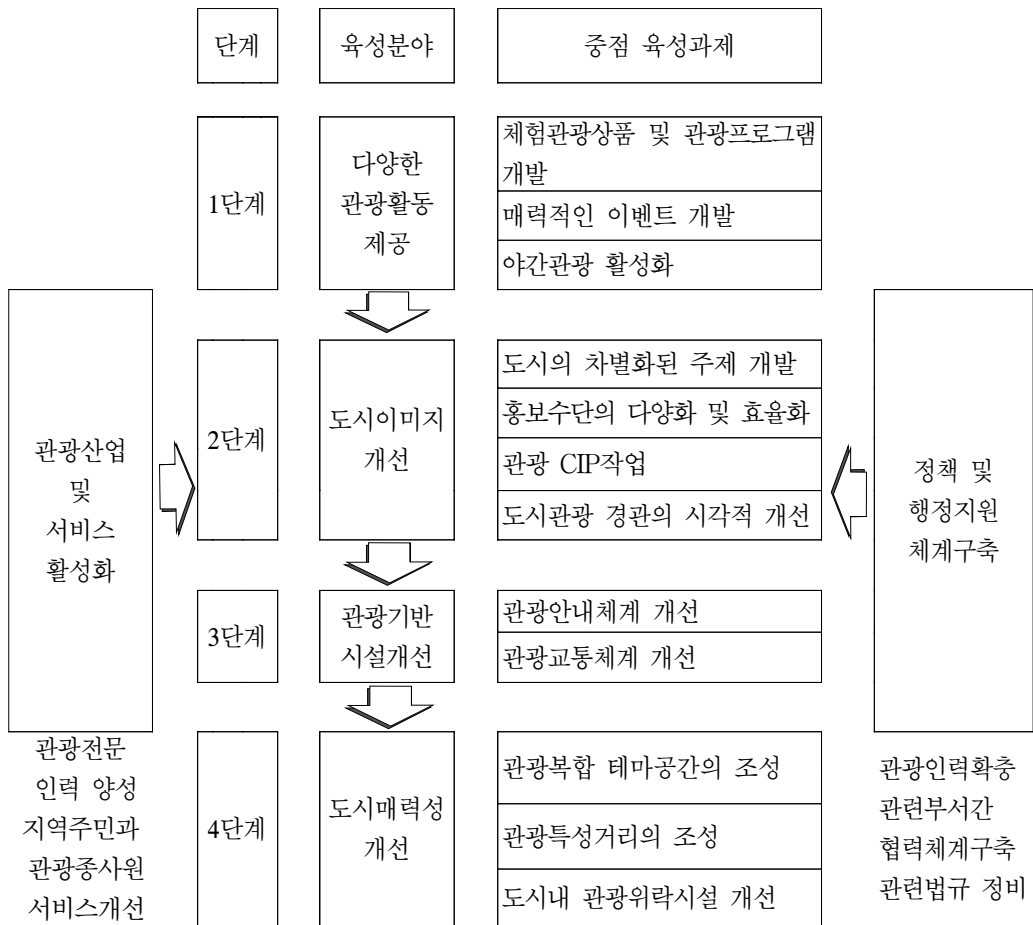 단계
육성분야
중점 육성과제
1단계
다양한
관광활동
제공
체험관광상품 및 관광프로그램
개발
매력적인 이벤트 개발
야간관광 활성화
2단계
도시이미지
개선
도시의 차별화된 주제 개발
홍보수단의 다양화 및 효율화
관광 CIP작업
도시관광 경관의 시각적 개선
3단계
관광기반
시설개선
관광안내체계 개선
관광교통체계 개선
4단계
도시매력성
개선
관광복합 테마공간의 조성
관광특성거리의 조성
도시내 관광위락시설 개선
관광산업
및
서비스
활성화
관광전문
인력 양성
지역주민과
관광종사원
서비스개선
정책 및
행정지원
체계구축
관광인력확충
관련부서간
협력체계구축
관련법규 정비